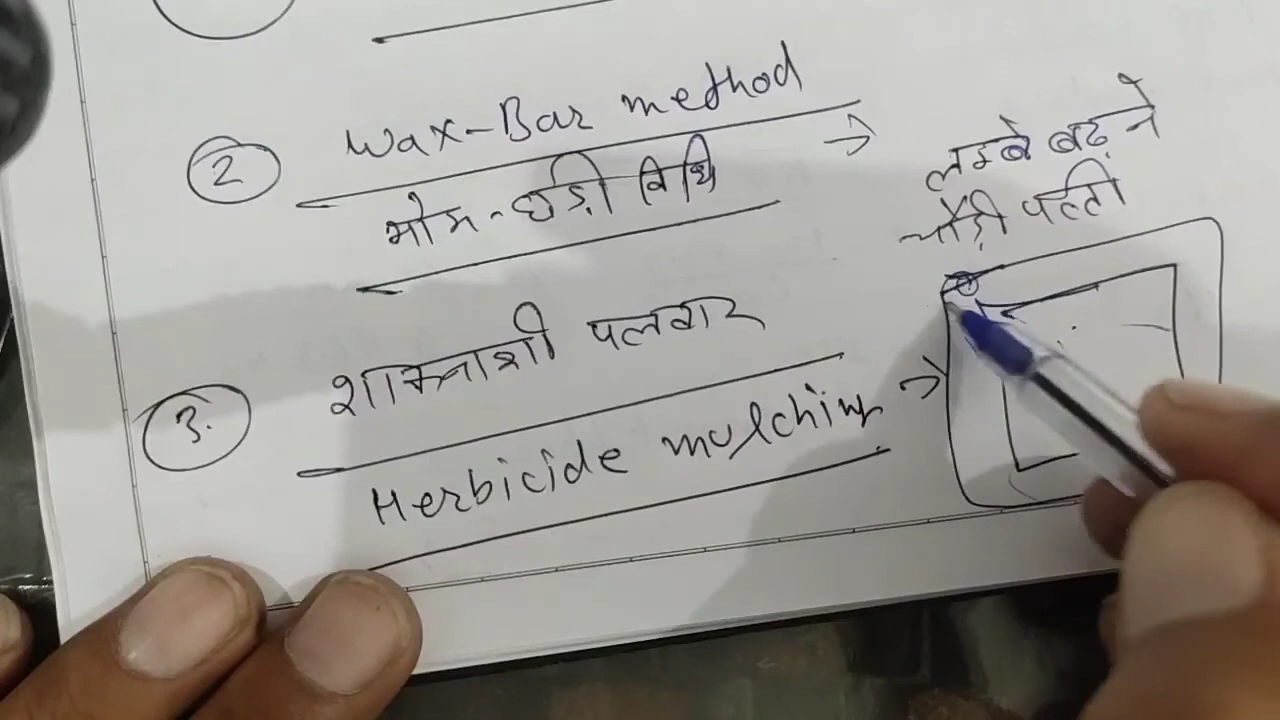 2 Wax-Bar method
मोम-छड़ी विधि →
लम्बे बढ़ने
चौड़ी पत्ती
3. शाकनाशी पलवार
Herbicide mulching →